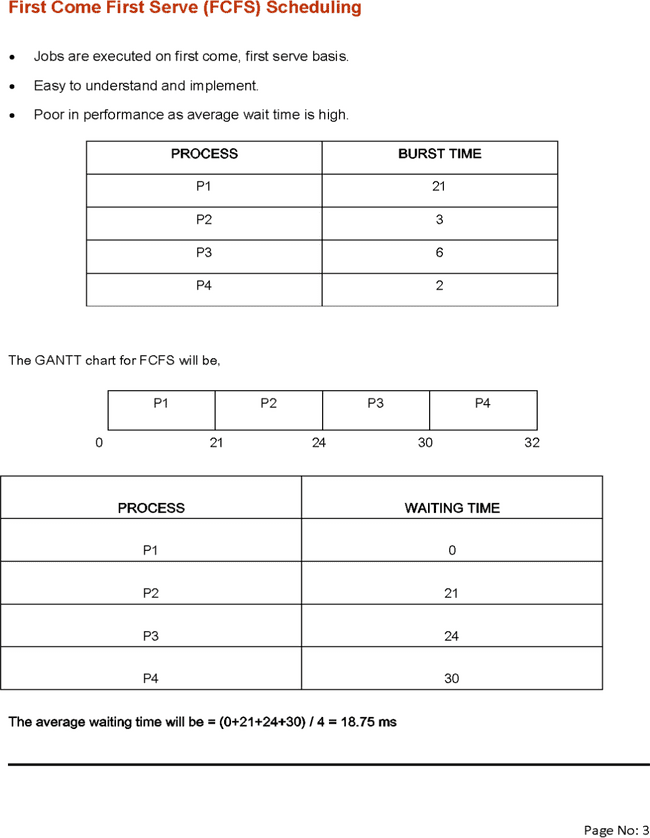 First Come First Serve (FCFS) Scheduling
• Jobs are executed on first come, first serve basis.
• Easy to understand and implement.
• Poor in performance as average wait time is high.
PROCESS BURST TIME
P1 21
P2 3
P3 6
P4 2
The GANTT chart for FCFS will be,
P1 P2 P3 P4
0 21 24 30 32
PROCESS WAITING TIME
P1 0
P2 21
P3 24
P4 30
The average waiting time will be = (0+21+24+30) / 4 = 18.75 ms
Page No: 3